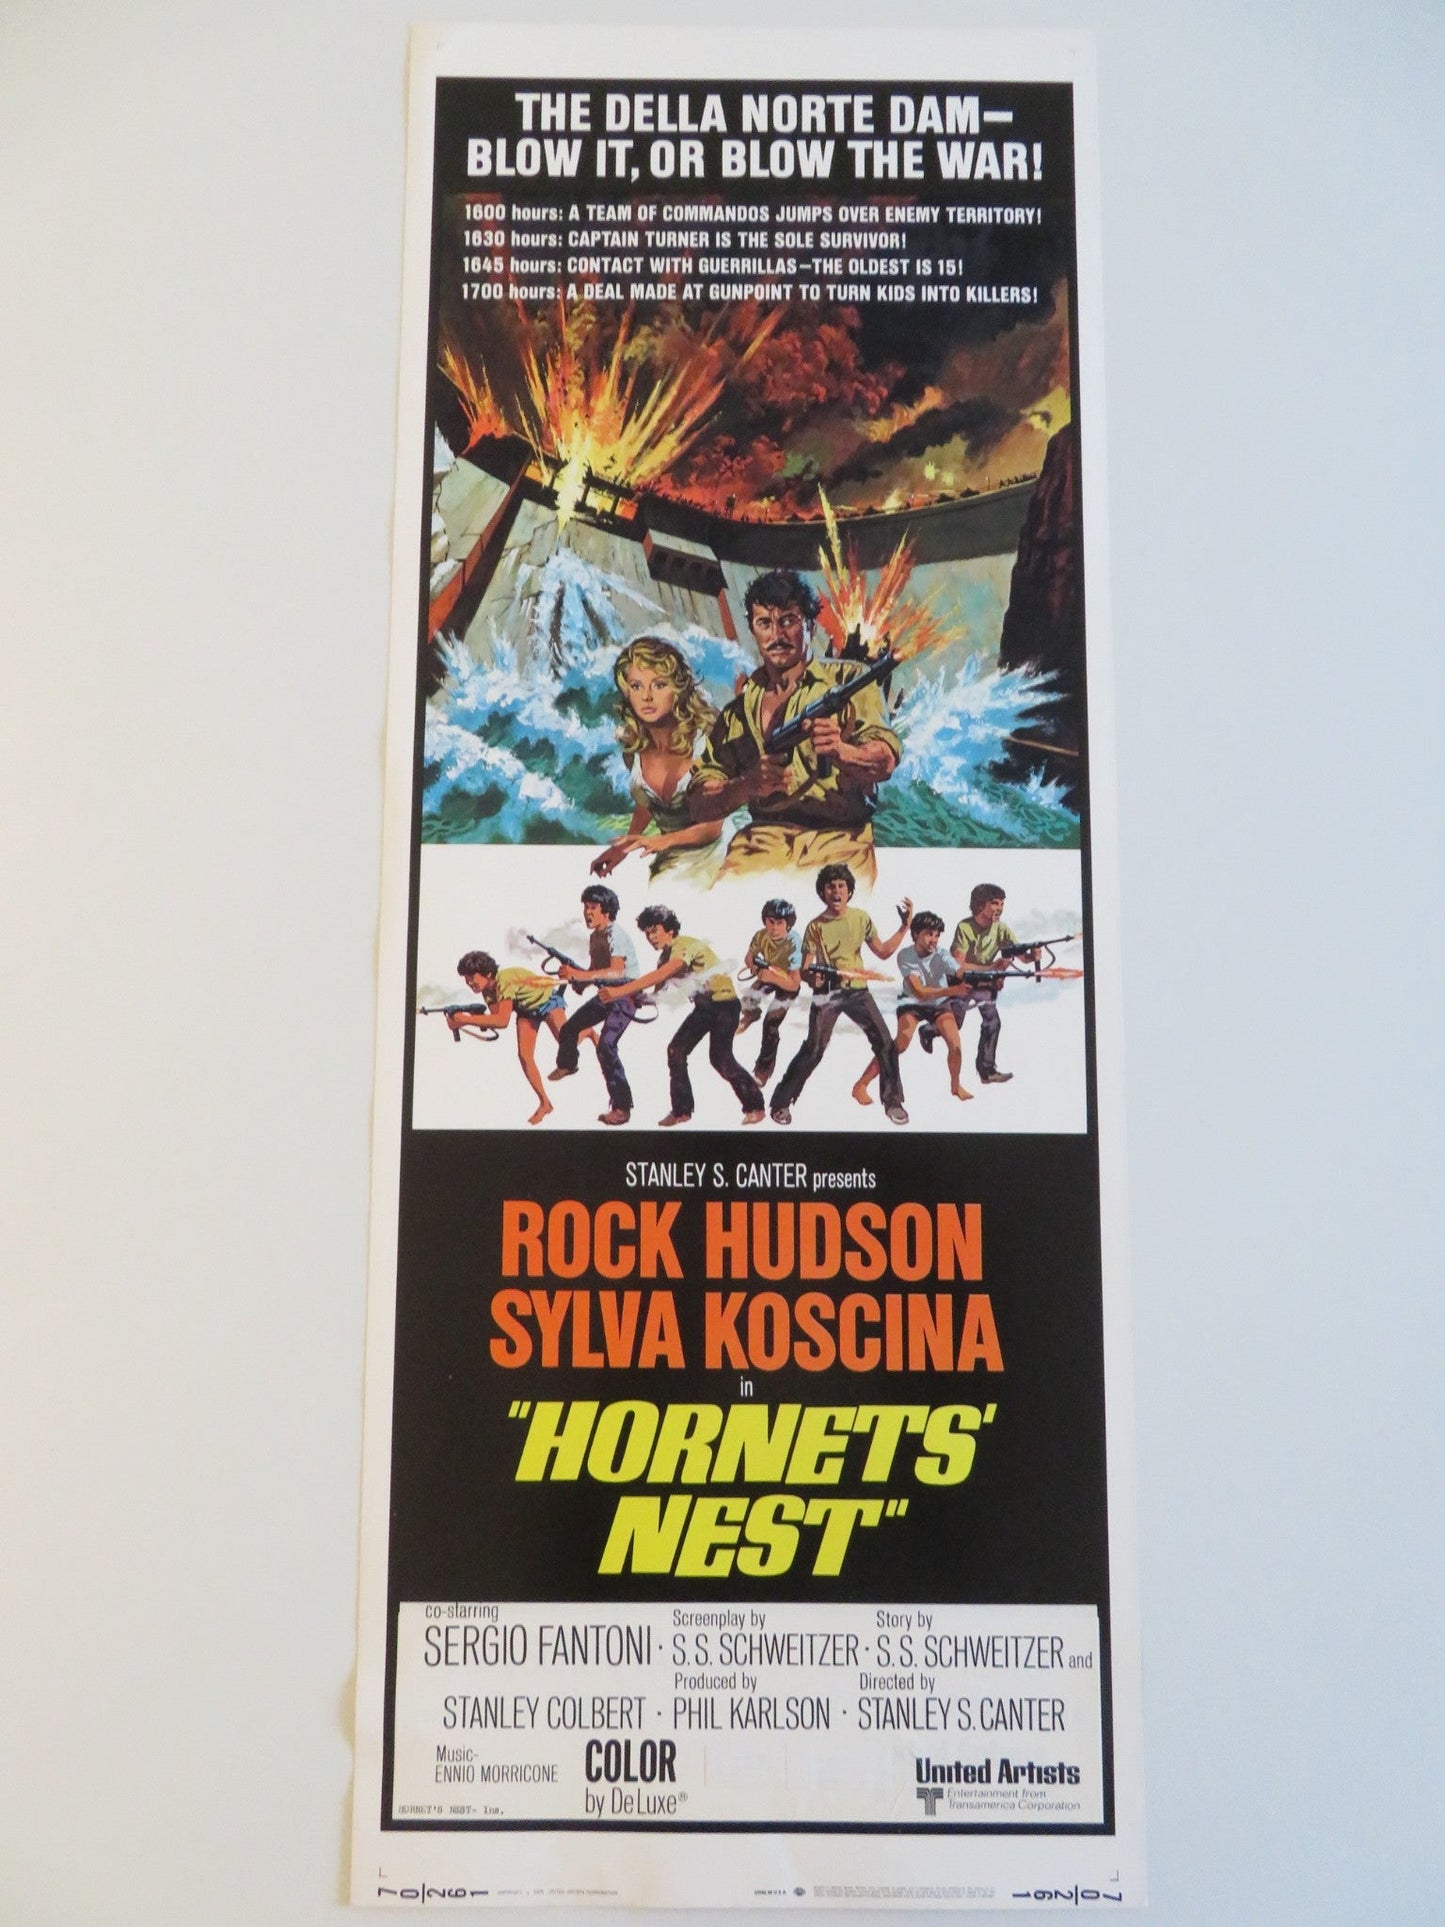 THE DELLA NORTE DAM—
BLOW IT, OR BLOW THE WAR!
1600 hours: A TEAM OF COMMANDOS JUMPS OVER ENEMY TERRITORY!
1630 hours: CAPTAIN TURNER IS THE SOLE SURVIVOR!
1645 hours: CONTACT WITH GUERRILLAS—THE OLDEST IS 15!
1700 hours: A DEAL MADE AT GUNPOINT TO TURN KIDS INTO KILLERS!
STANLEY S. CANTER presents
ROCK HUDSON
SYLVA KOSCINA
in
"HORNETS'
NEST"
co-starring Screenplay by Story by
SERGIO FANTONI · S.S. SCHWEITZER · S.S. SCHWEITZER and
Produced by Directed by
STANLEY COLBERT · PHIL KARLSON · STANLEY S. CANTER
Music-
ENNIO MORRICONE
COLOR
by DeLuxe®
United Artists
Entertainment from
Transamerica Corporation
HORNET'S NEST- Ins.
70/261
70/261